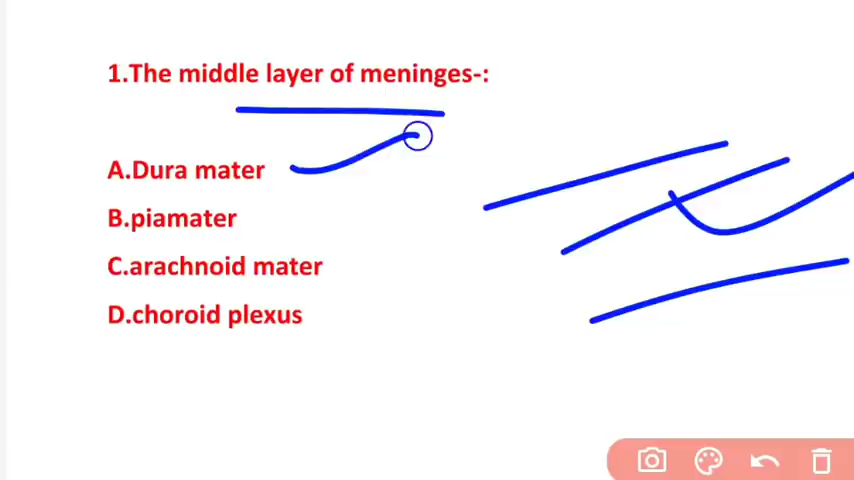 1.The middle layer of meninges-:
A.Dura mater
B.piamater
C.arachnoid mater
D.choroid plexus